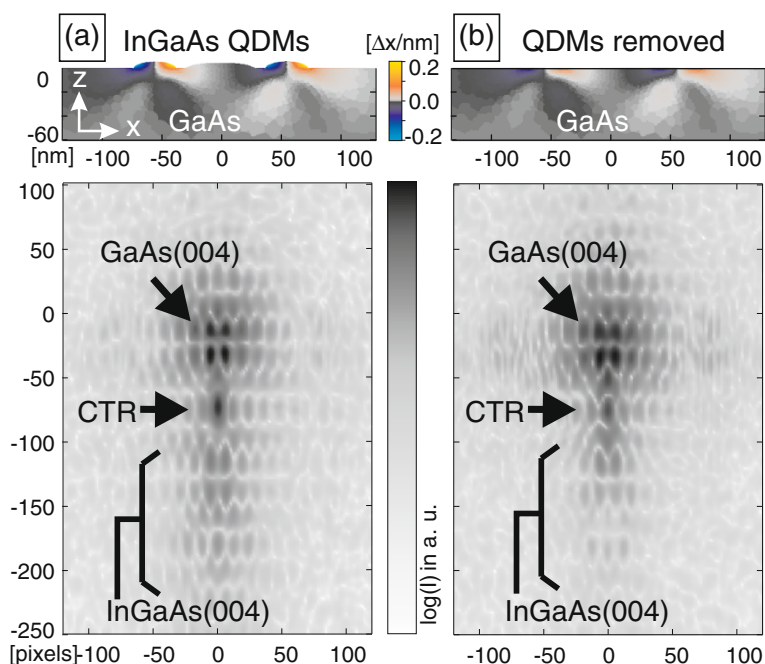 (a) InGaAs QDMs [Δx/nm] (b) QDMs removed
0 0.2
z 0.0
x GaAs GaAs
-60 -0.2
[nm] -100 -50 0 50 100 -100 -50 0 50 100
100
50
GaAs(004) GaAs(004)
0
-50
CTR CTR
-100
-150
-200
InGaAs(004) InGaAs(004)
-250
log(I) in a. u.
[pixels] -100 -50 0 50 100 -100 -50 0 50 100